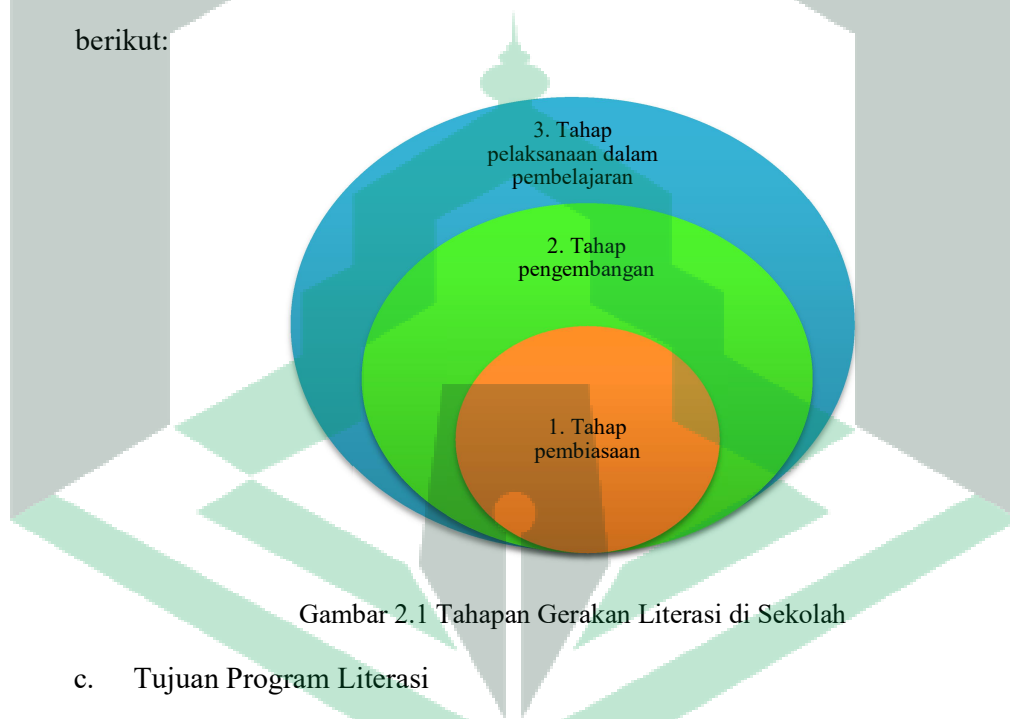 berikut:
3. Tahap
pelaksanaan dalam
pembelajaran
2. Tahap
pengembangan
1. Tahap
pembiasaan
Gambar 2.1 Tahapan Gerakan Literasi di Sekolah
c. Tujuan Program Literasi